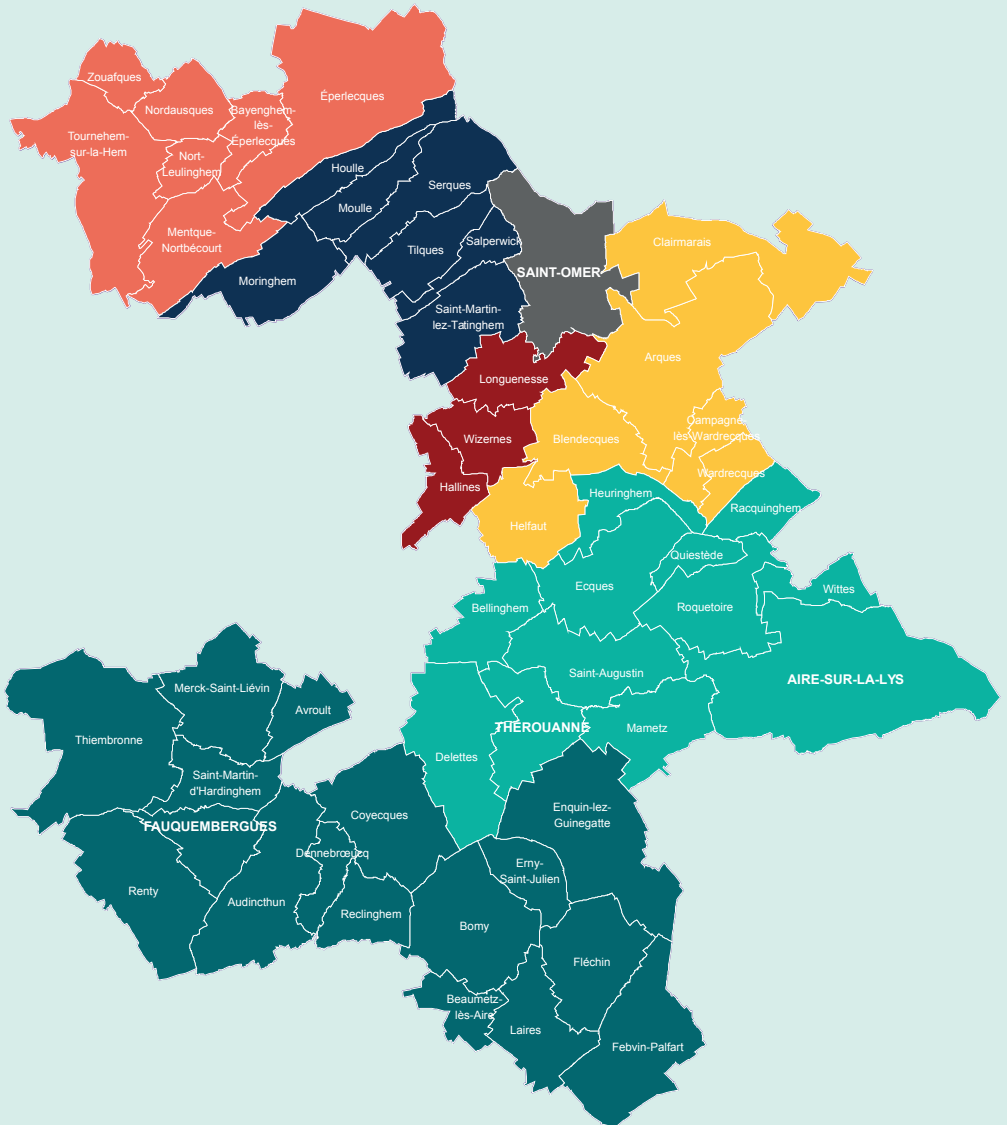 Zouafques
Éperlecques
Nordausques
Bayenghem-
lès-
Éperlecques
Tournehem-
sur-la-Hem
Nort-
Leulinghem
Houlle
Serques
Moulle
Mentque-
Nortbécourt
Salperwick
Tilques
Clairmarais
Moringhem
SAINT-OMER
Saint-Martin-
lez-Tatinghem
Arques
Longuenesse
Campagne-
lès-Wardrecques
Wizernes
Blendecques
Wardrecques
Hallines
Heuringhem
Racquinghem
Helfaut
Quiestède
Ecques
Wittes
Bellinghem
Roquetoire
Saint-Augustin
AIRE-SUR-LA-LYS
Merck-Saint-Liévin
Avroult
THÉROUANNE
Mametz
Thiembronne
Delettes
Saint-Martin-
d'Hardinghem
Enquin-lez-
Guinegatte
Coyecques
FAUQUEMBERGUES
Dennebrœucq
Erny-
Saint-Julien
Renty
Audincthun
Reclinghem
Bomy
Fléchin
Beaumetz-
lès-Aire
Laires
Febvin-Palfart